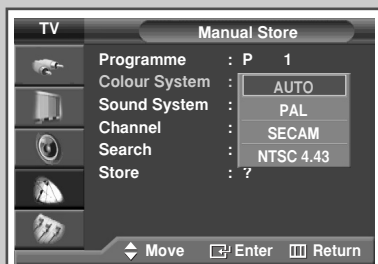 TV
Manual Store
Programme : P 1
Colour System :
AUTO
Sound System :
PAL
Channel :
SECAM
Search :
NTSC 4.43
Store : ?
Move Enter Return